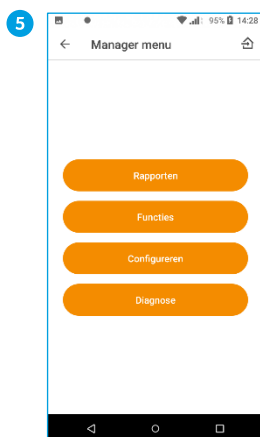 5
95% 14:28
Manager menu
Rapporten
Functies
Configureren
Diagnose